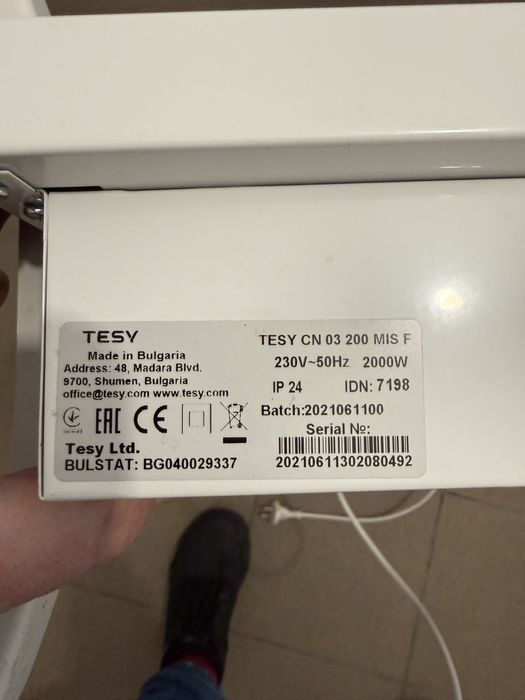 TESY
Made in Bulgaria
Address: 48, Madara Blvd.
9700, Shumen, Bulgaria
office@tesy.com www.tesy.com
EAC CE
Tesy Ltd.
BULSTAT: BG040029337
TESY CN 03 200 MIS F
230V~50Hz 2000W
IP 24 IDN: 7198
Batch:2021061100
Serial №:
20210611302080492